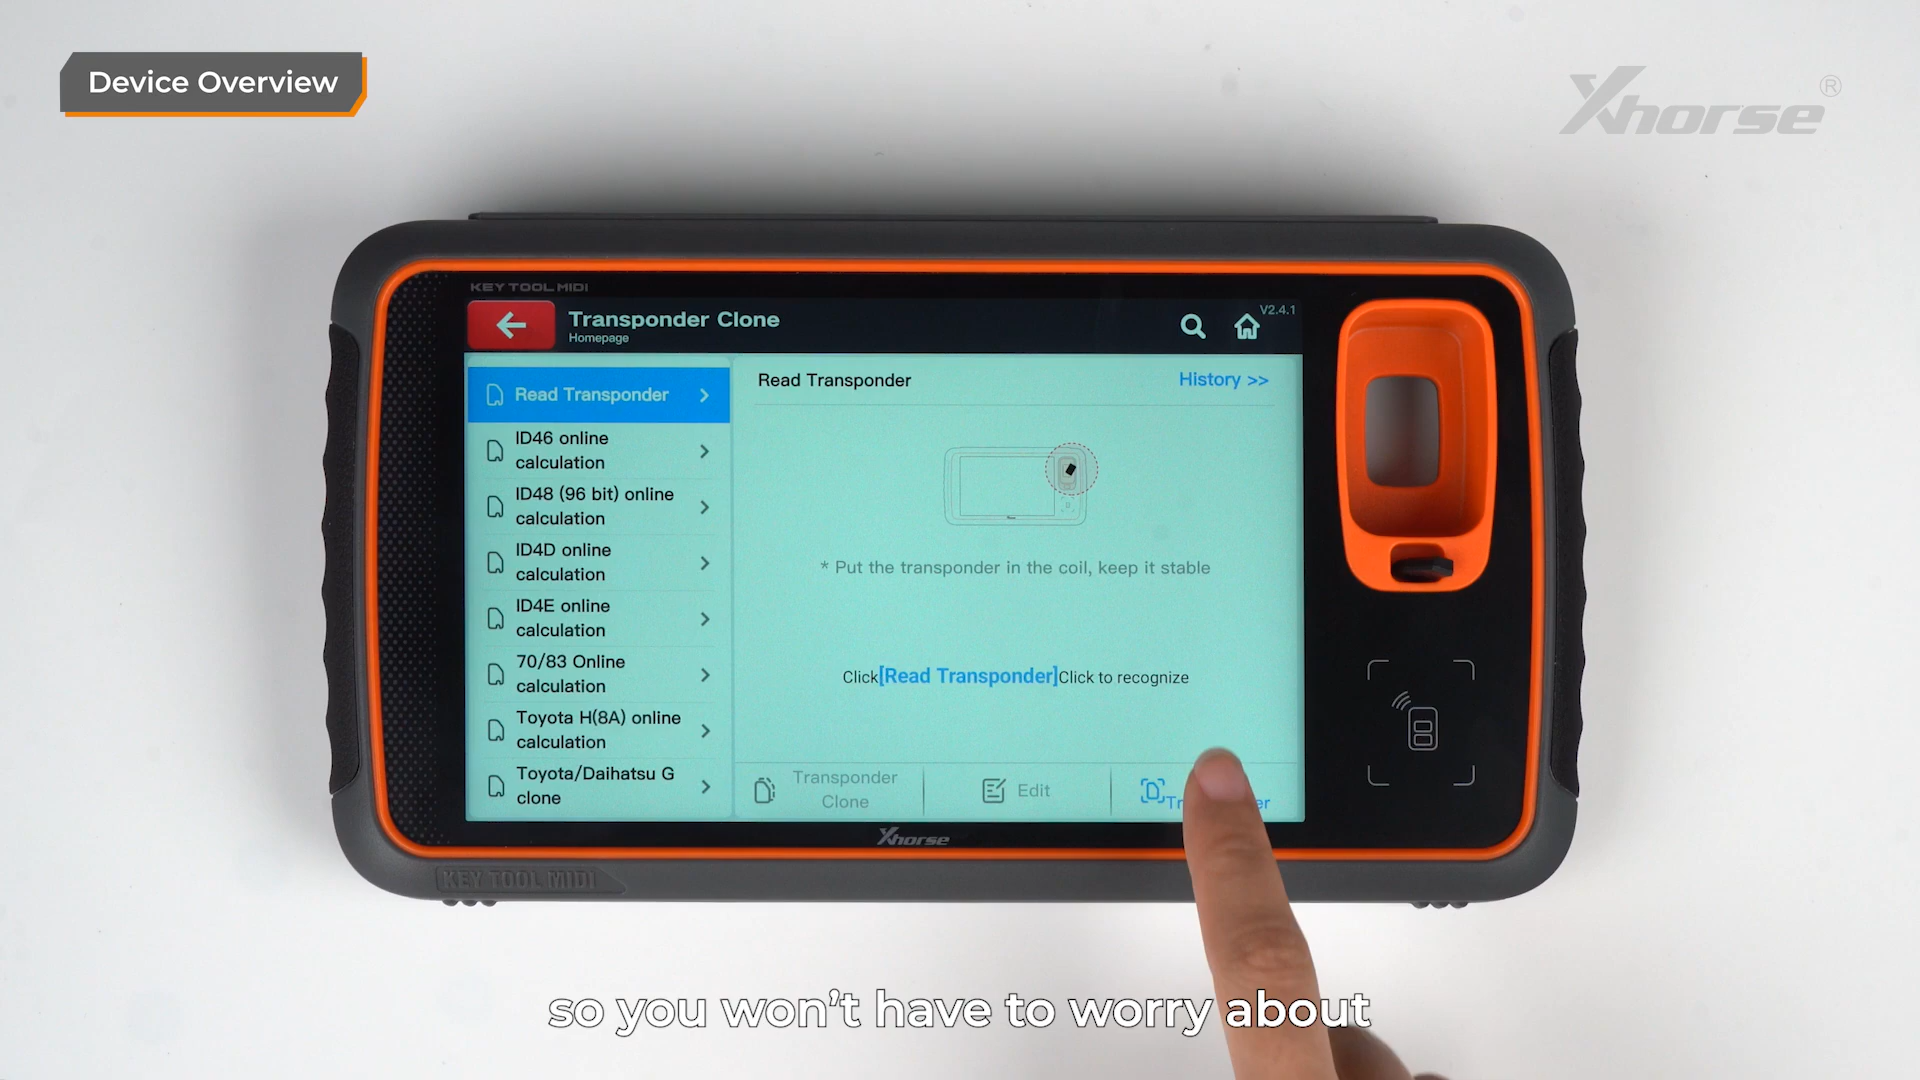 Device Overview
Xhorse®
KEY TOOL MIDI
Transponder Clone
Homepage
V2.4.1
Read Transponder
ID46 online
calculation
ID48 (96 bit) online
calculation
ID4D online
calculation
ID4E online
calculation
70/83 Online
calculation
Toyota H(8A) online
calculation
Toyota/Daihatsu G
clone
Read Transponder
History >>
* Put the transponder in the coil, keep it stable
Click[Read Transponder]Click to recognize
Transponder
Clone
Edit
Xhorse
KEY TOOL MIDI
so you won't have to worry about